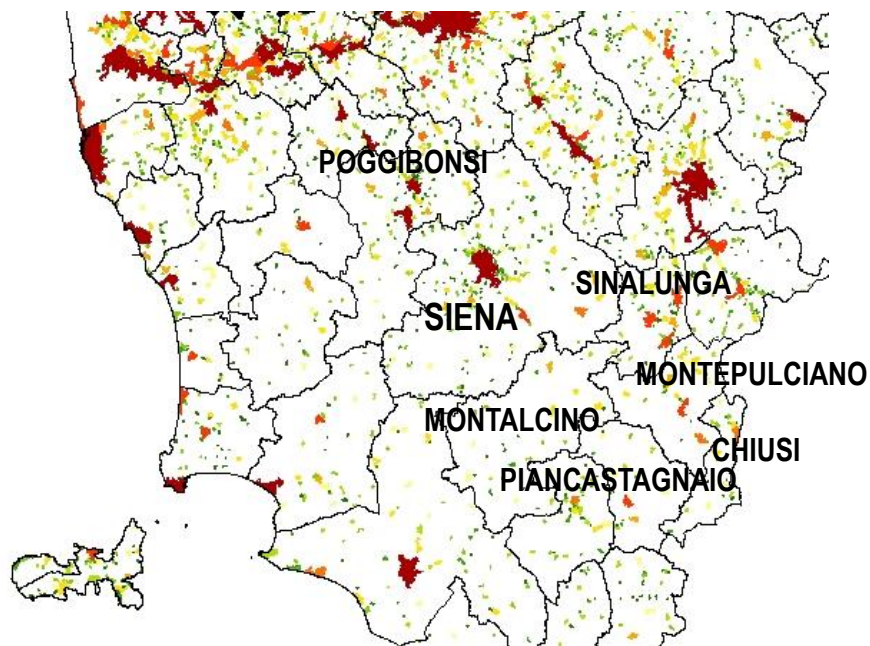 POGGIBONSI
SINALUNGA
SIENA
MONTEPULCIANO
MONTALCINO
CHIUSI
PIANCASTAGNAIO